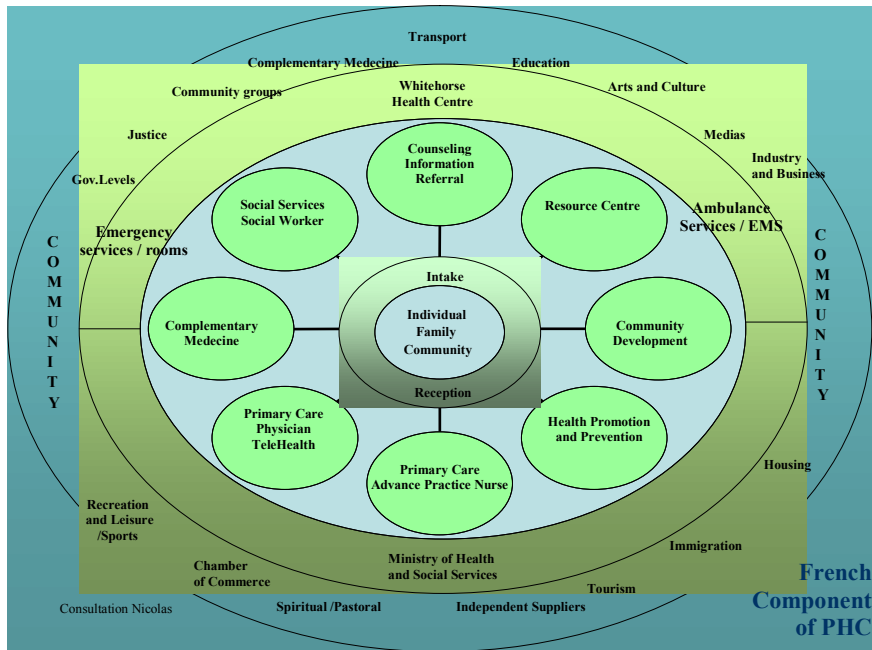 Transport
Complementary Medecine
Education
Community groups
Whitehorse
Health Centre
Arts and Culture
Justice
Medias
Industry
and Business
Gov.Levels
Counseling
Information
Referral
Social Services
Social Worker
Resource Centre
Emergency
services / rooms
Ambulance
Services / EMS
COMMUNITY
COMMUNITY
Intake
Individual
Family
Community
Reception
Complementary
Medecine
Community
Development
Primary Care
Physician
TeleHealth
Health Promotion
and Prevention
Primary Care
Advance Practice Nurse
Housing
Recreation
and Leisure
/Sports
Immigration
Chamber
of Commerce
Ministry of Health
and Social Services
Tourism
Consultation Nicolas
Spiritual /Pastoral
Independent Suppliers
French
Component
of PHC